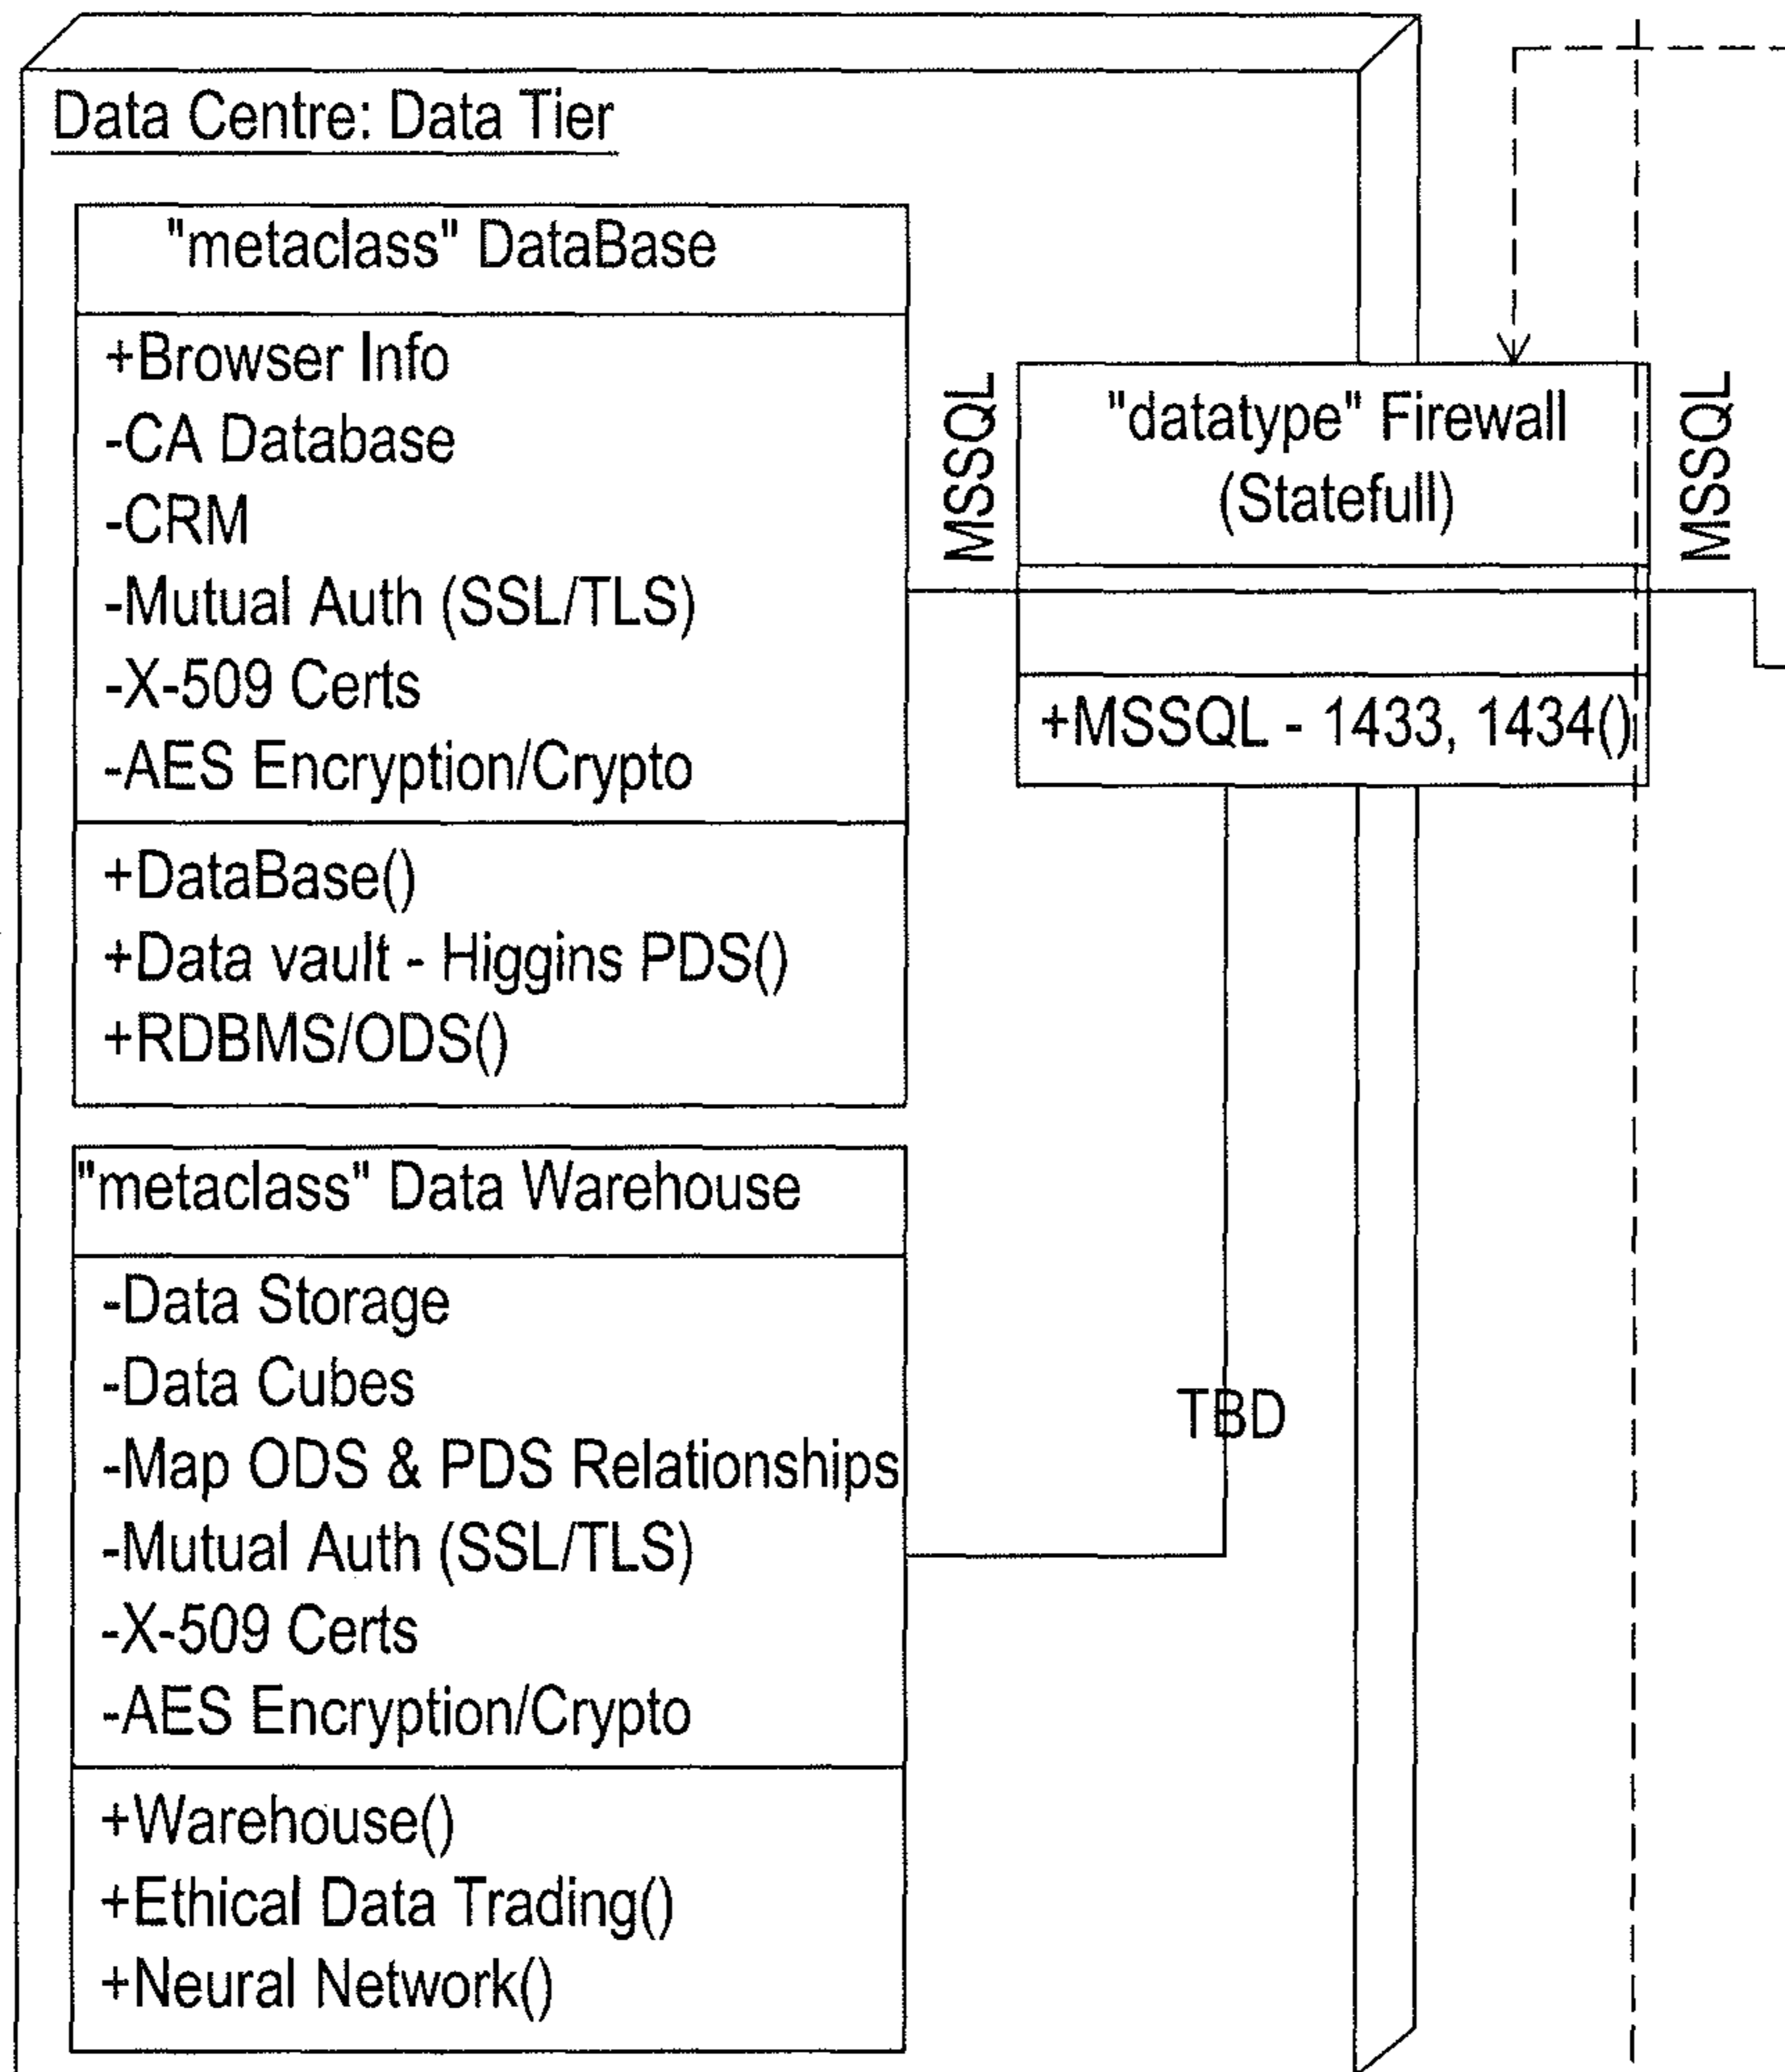 Data Centre: Data Tier
"metaclass" DataBase
+Browser Info
-CA Database
-CRM
-Mutual Auth (SSL/TLS)
-X-509 Certs
-AES Encryption/Crypto
+DataBase()
+Data vault - Higgins PDS()
+RDBMS/ODS()
MSSQL
"datatype" Firewall
(Statefull)
+MSSQL - 1433, 1434()
MSSQL
"metaclass" Data Warehouse
-Data Storage
-Data Cubes
-Map ODS & PDS Relationships
-Mutual Auth (SSL/TLS)
-X-509 Certs
-AES Encryption/Crypto
+Warehouse()
+Ethical Data Trading()
+Neural Network()
TBD